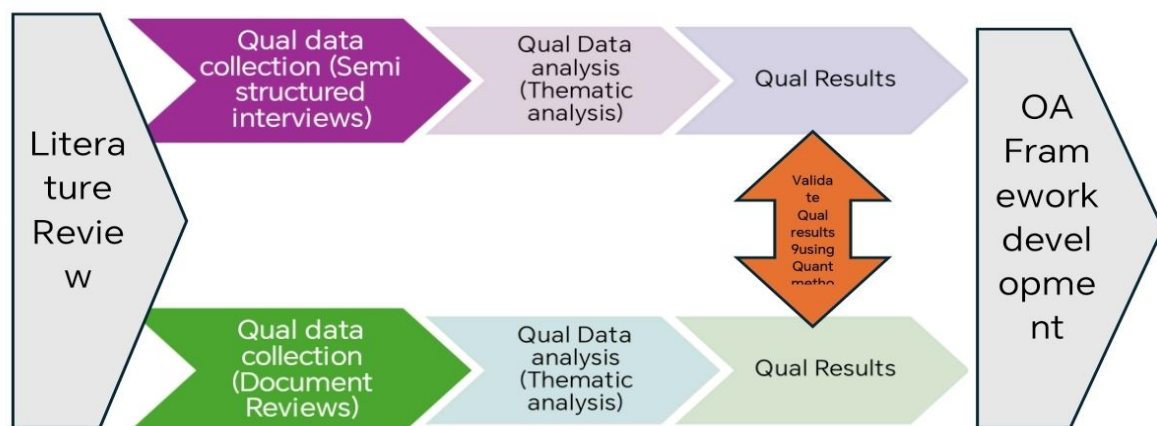 Litera
ture
Revie
w
Qual data
collection (Semi
structured
interviews)
Qual Data
analysis
(Thematic
analysis)
Qual Results
Valida
te
Qual
results
9using
Quant
metho
Qual data
collection
(Document
Reviews)
Qual Data
analysis
(Thematic
analysis)
Qual Results
OA
Fram
ework
devel
opme
nt